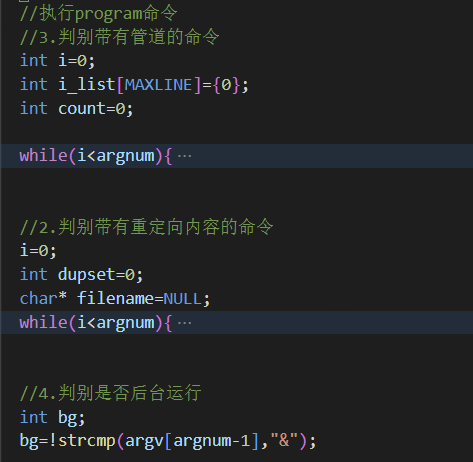 //执行program命令
//3.判别带有管道的命令
int i=0;
int i_list[MAXLINE]={0};
int count=0;
while(i<argnum){ ···
//2.判别带有重定向内容的命令
i=0;
int dupset=0;
char* filename=NULL;
while(i<argnum){ ···
//4.判别是否后台运行
int bg;
bg=!strcmp(argv[argnum-1],"&");